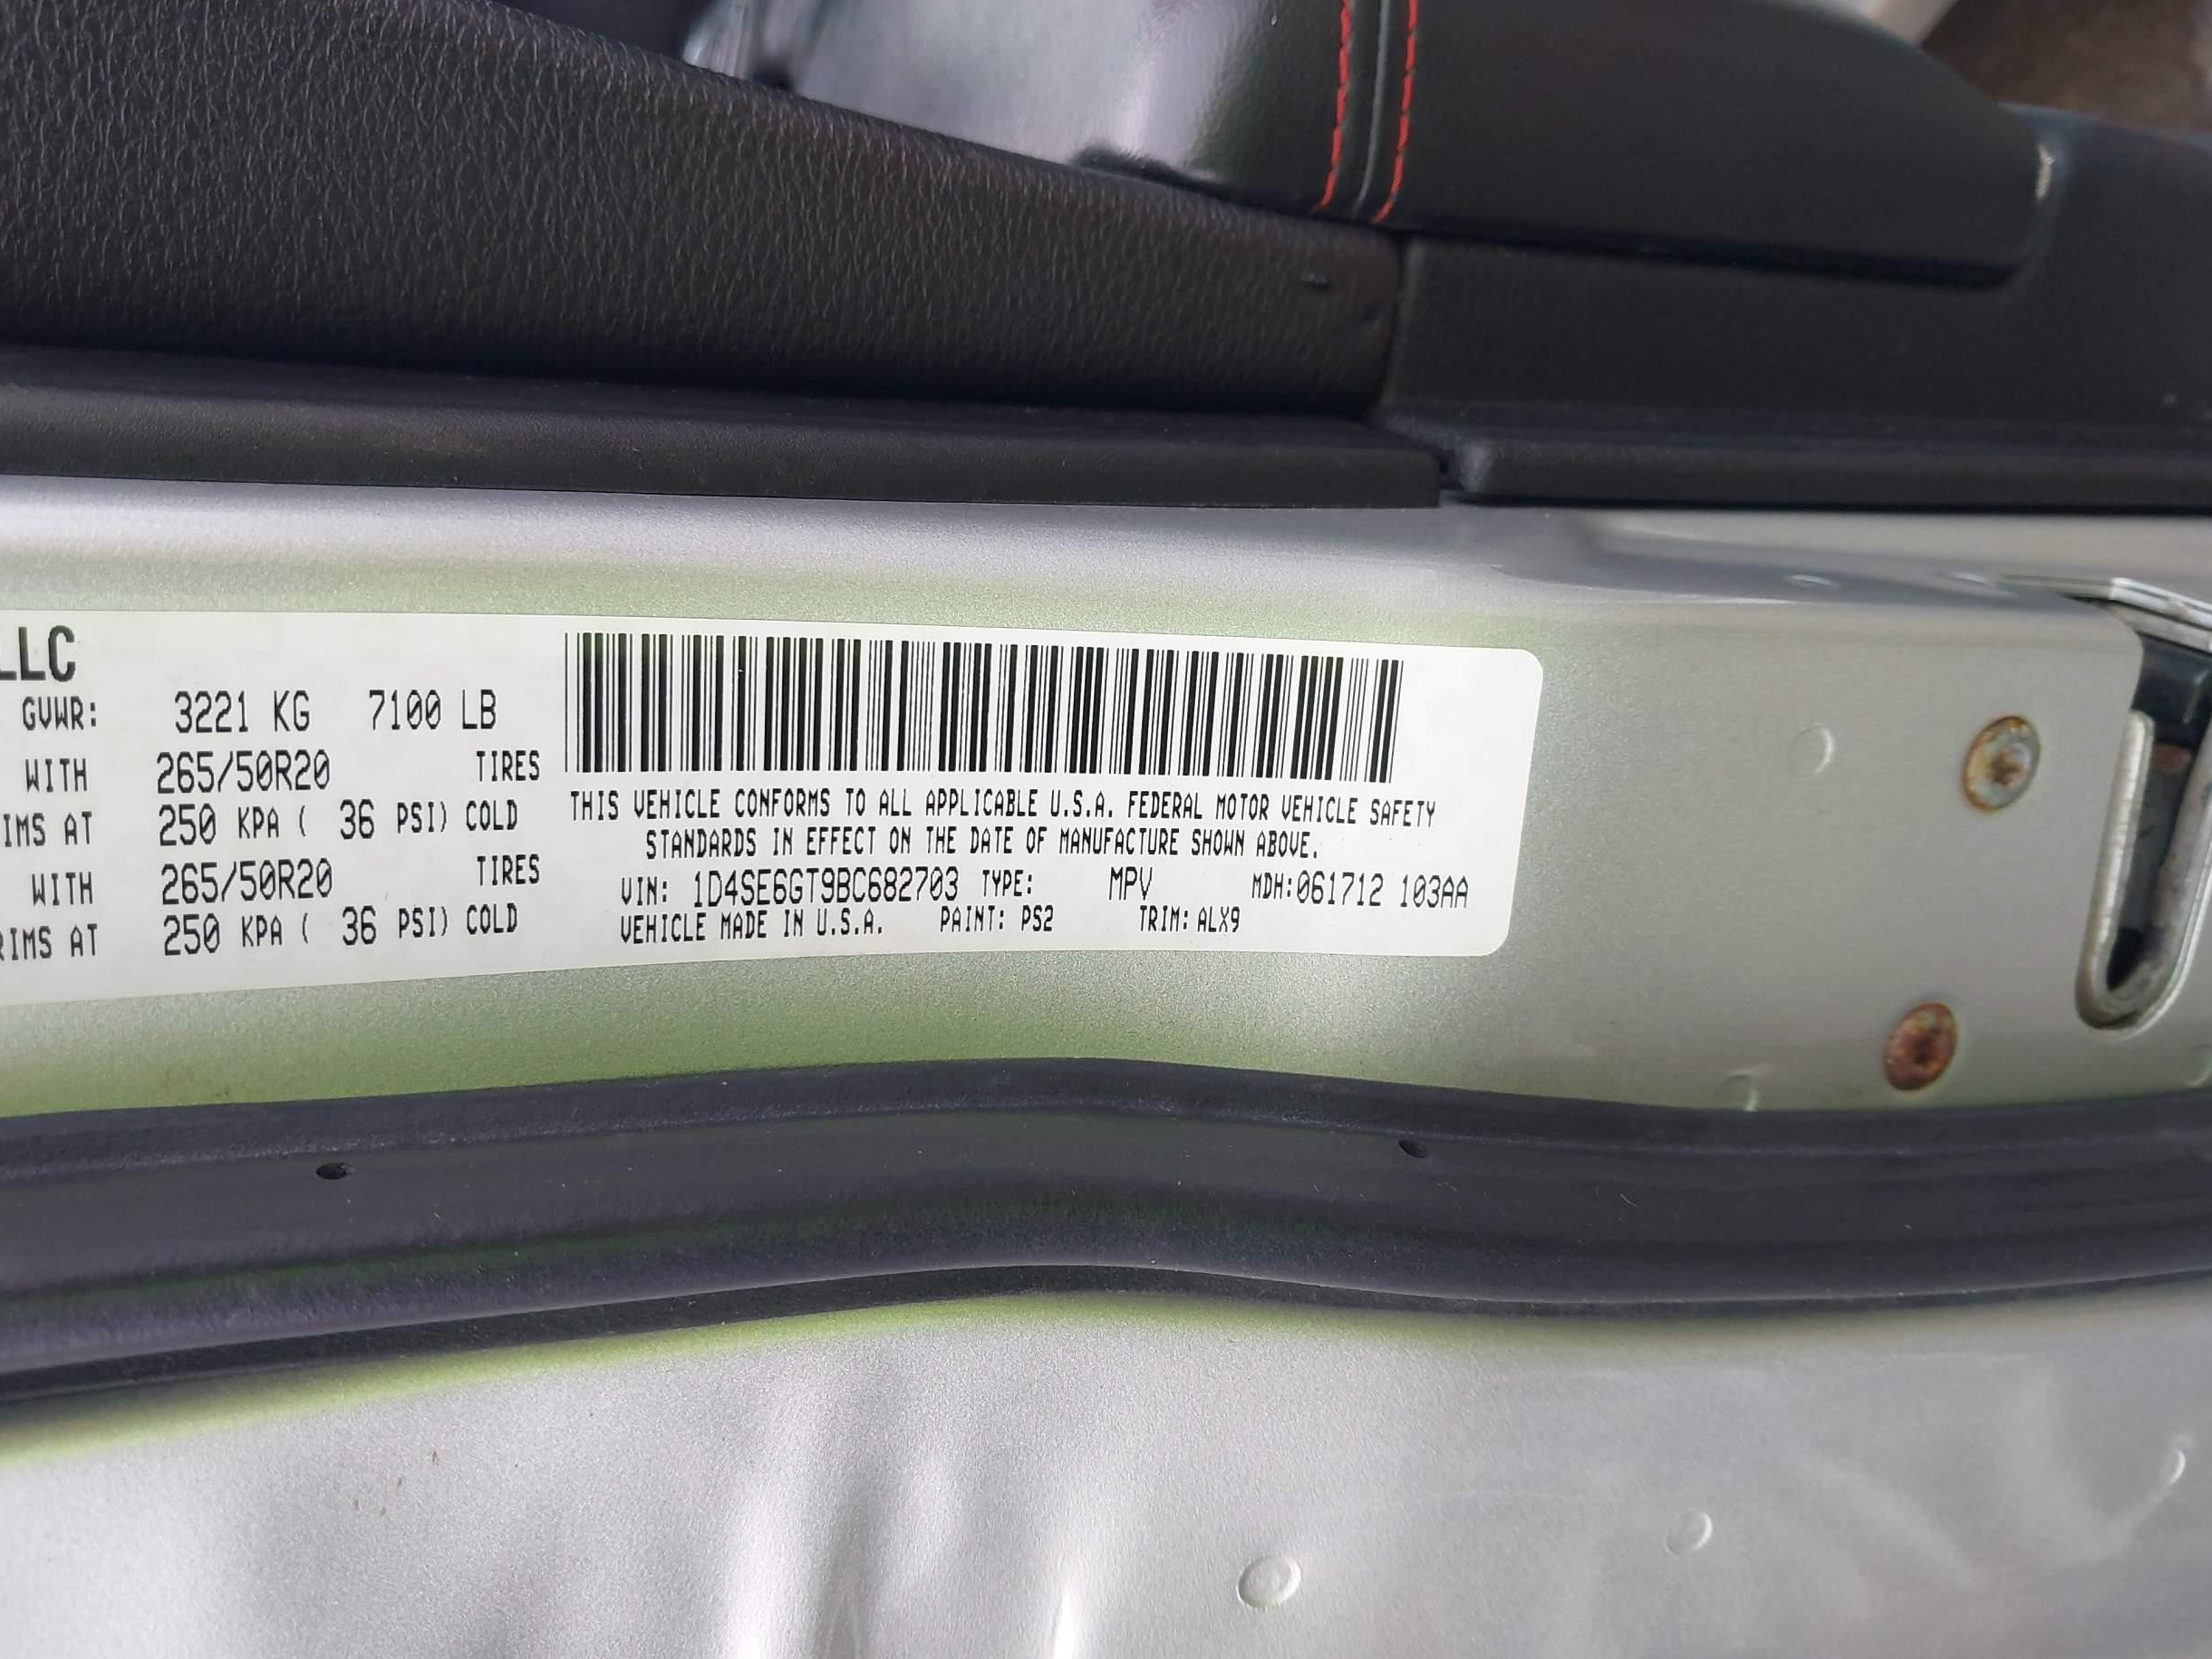 LLC
GVWR: 3221 KG 7100 LB
WITH 265/50R20 TIRES
IMS AT 250 KPA ( 36 PSI) COLD
WITH 265/50R20 TIRES
RIMS AT 250 KPA ( 36 PSI) COLD
THIS VEHICLE CONFORMS TO ALL APPLICABLE U.S.A. FEDERAL MOTOR VEHICLE SAFETY
STANDARDS IN EFFECT ON THE DATE OF MANUFACTURE SHOWN ABOVE.
VIN: 1D4SE6GT9BC682703 TYPE: MPV MDH:061712 103AA
VEHICLE MADE IN U.S.A. PAINT: PS2 TRIM: ALX9